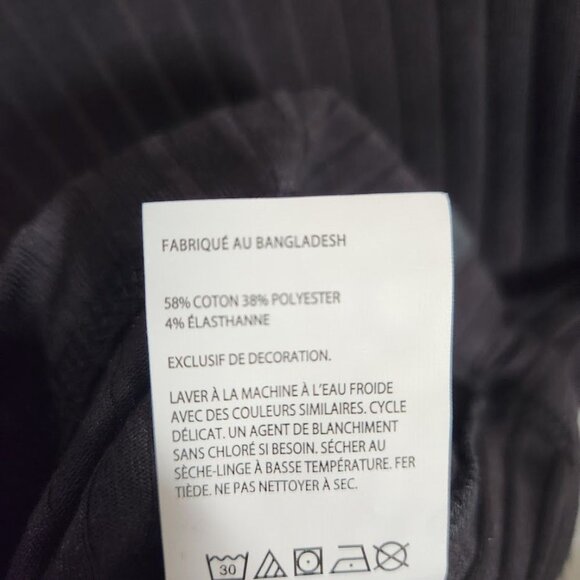 FABRIQUÉ AU BANGLADESH
58% COTON 38% POLYESTER
4% ÉLASTHANNE
EXCLUSIF DE DECORATION.
LAVER À LA MACHINE À L'EAU FROIDE
AVEC DES COULEURS SIMILAIRES. CYCLE
DÉLICAT. UN AGENT DE BLANCHIMENT
SANS CHLORÉ SI BESOIN. SÉCHER AU
SÈCHE-LINGE À BASSE TEMPÉRATURE. FER
TIÈDE. NE PAS NETTOYER À SEC.
30